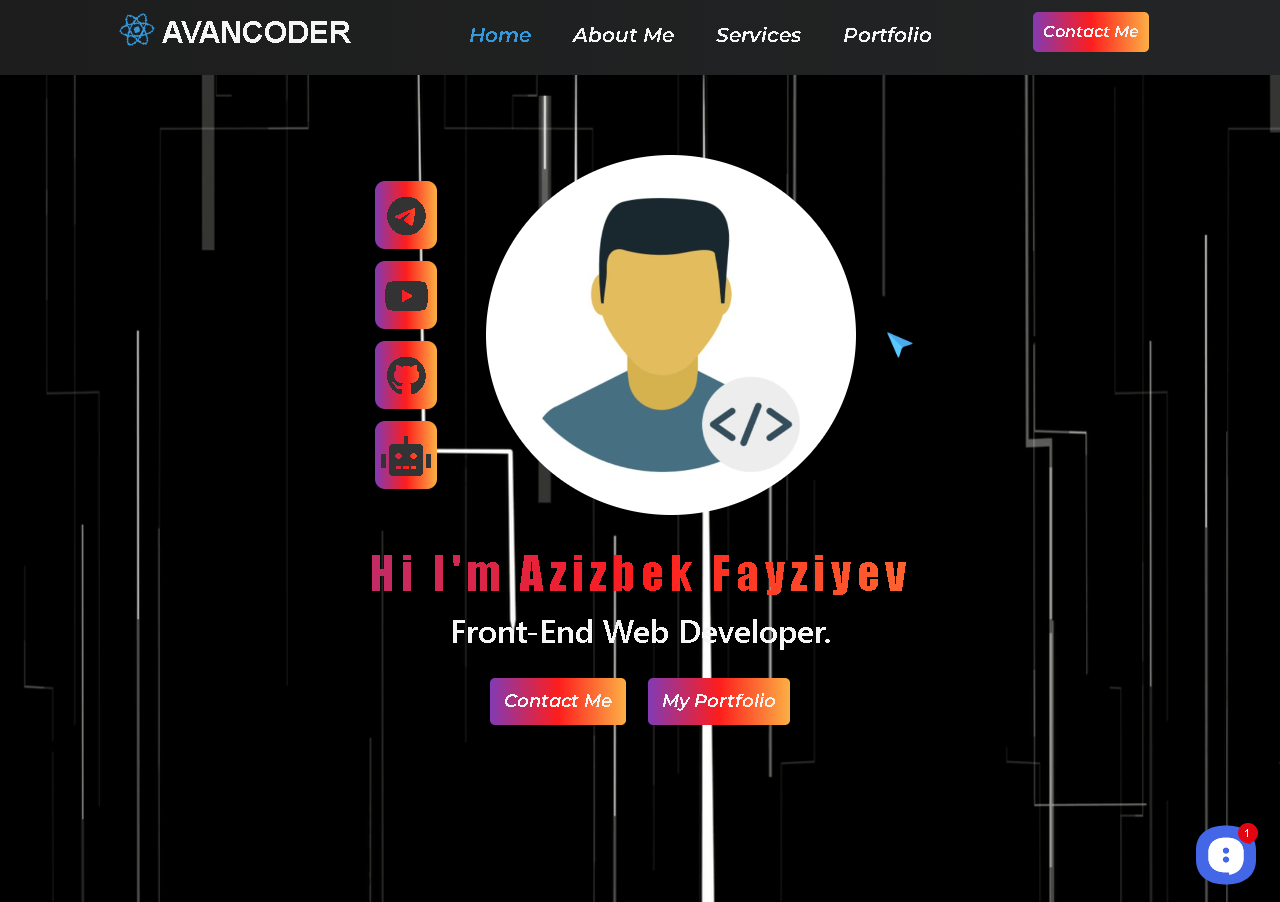 AVANCODER
Home About Me Services Portfolio
Contact Me
</>
Hi I'm Azizbek Fayziyev
Front-End Web Developer.
Contact Me My Portfolio
1